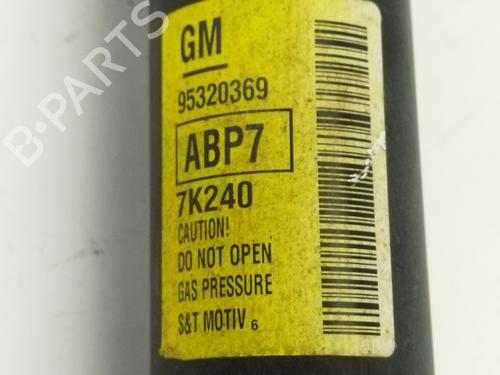 GM
95320369
ABP7
7K240
CAUTION!
DO NOT OPEN
GAS PRESSURE
S&T MOTIV 6
B-PARTS